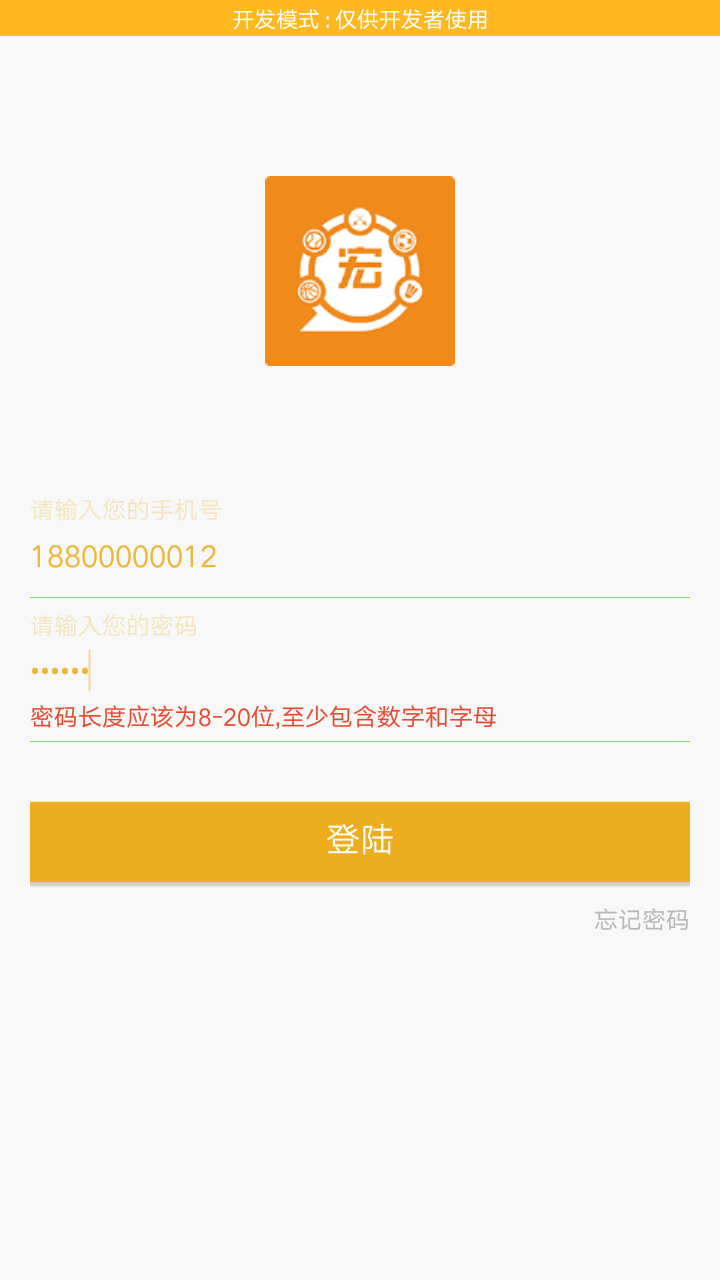 开发模式 : 仅供开发者使用
宏
请输入您的手机号
18800000012
请输入您的密码
••••••
密码长度应该为8-20位,至少包含数字和字母
登陆
忘记密码